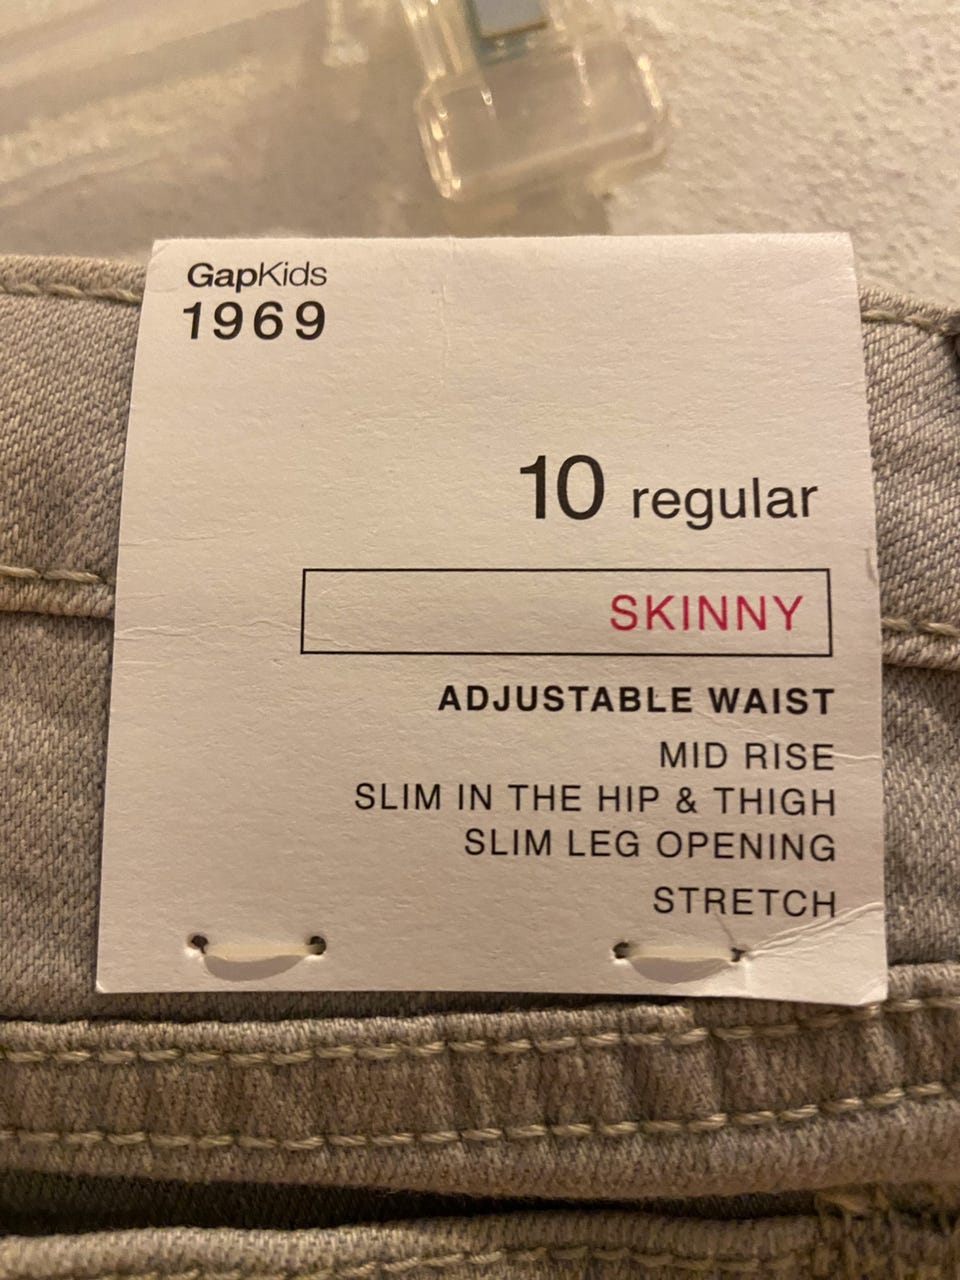 GapKids
1969
10 regular
SKINNY
ADJUSTABLE WAIST
MID RISE
SLIM IN THE HIP & THIGH
SLIM LEG OPENING
STRETCH